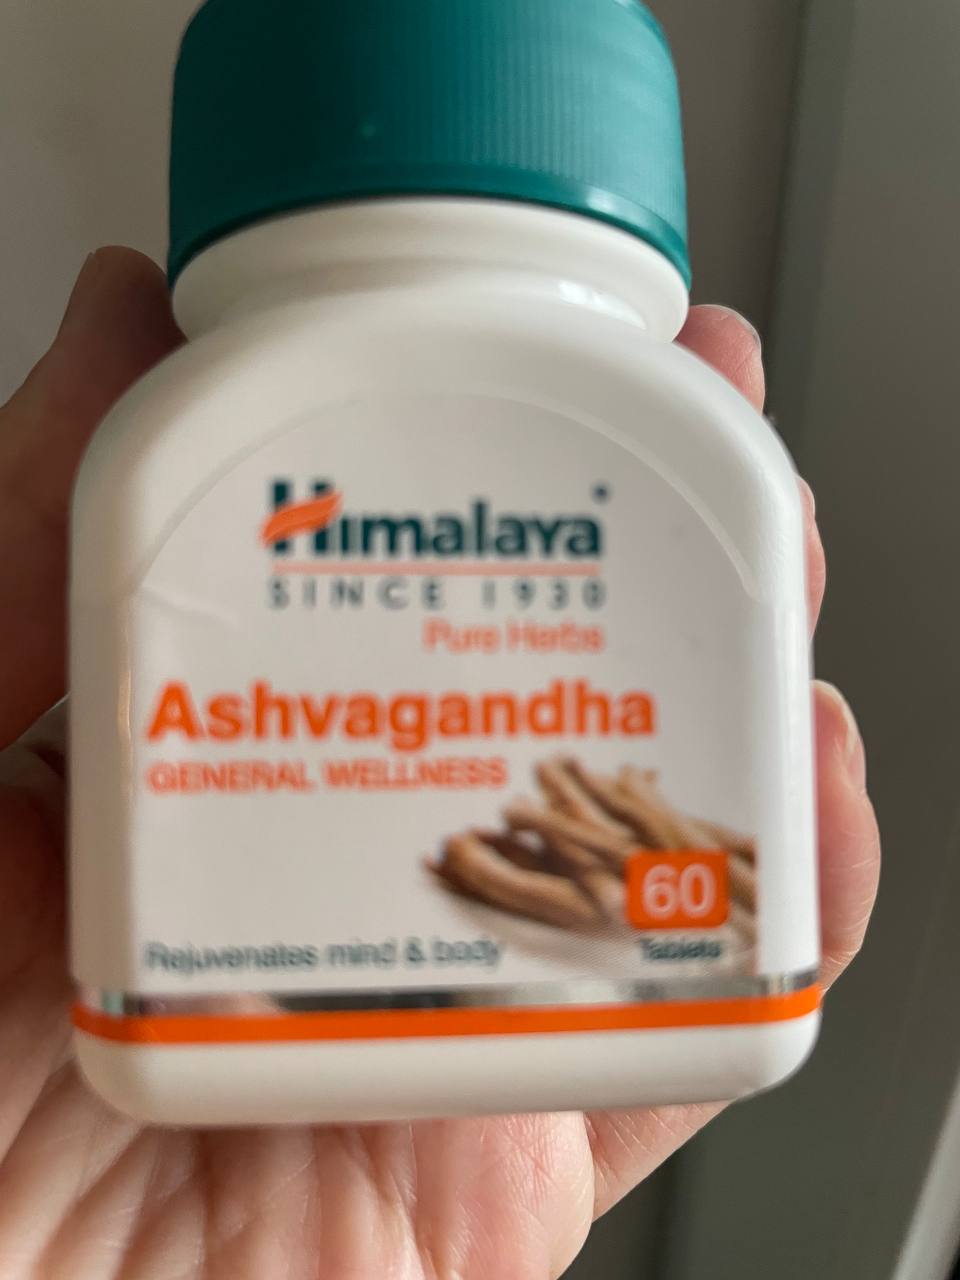 Himalaya
SINCE 1930
Pure Herbs
Ashvagandha
GENERAL WELLNESS
60
Tablets
Rejuvenates mind & body